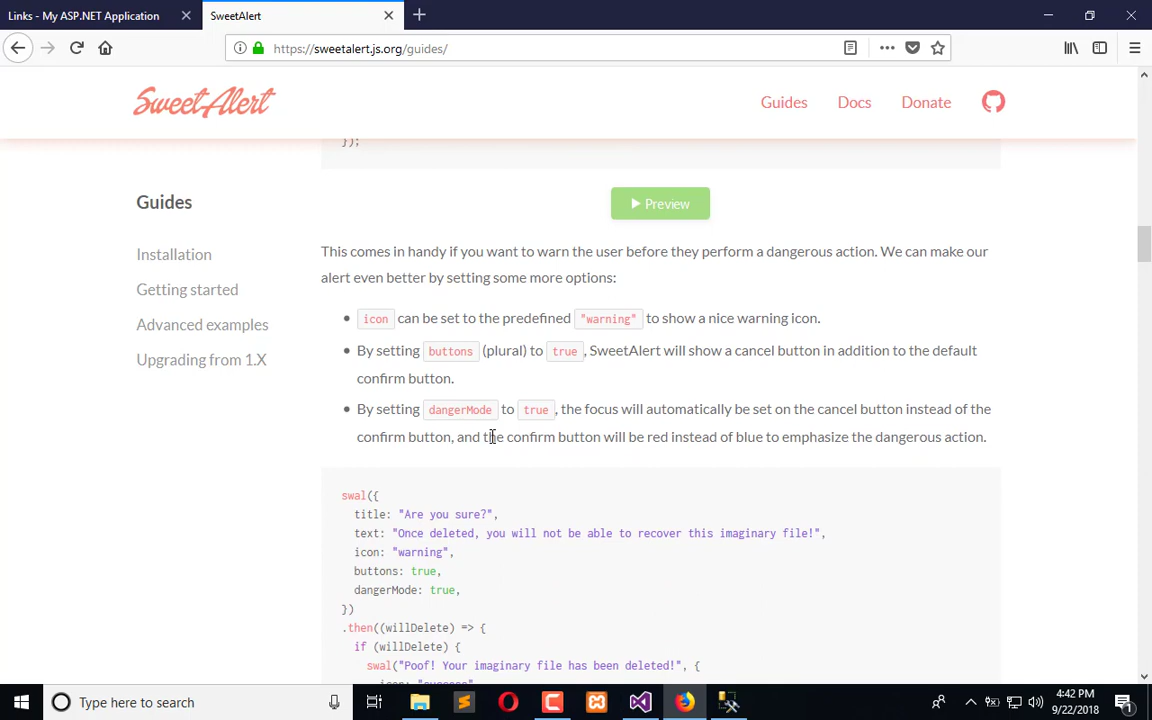 Links - My ASP.NET Application
SweetAlert
https://sweetalert.js.org/guides/
SweetAlert
Guides
Docs
Donate
});
Guides
Installation
Getting started
Advanced examples
Upgrading from 1.X
Preview
This comes in handy if you want to warn the user before they perform a dangerous action. We can make our
alert even better by setting some more options:
icon can be set to the predefined "warning" to show a nice warning icon.
By setting buttons (plural) to true, SweetAlert will show a cancel button in addition to the default
confirm button.
By setting dangerMode to true, the focus will automatically be set on the cancel button instead of the
confirm button, and the confirm button will be red instead of blue to emphasize the dangerous action.
swal({
title: "Are you sure?",
text: "Once deleted, you will not be able to recover this imaginary file!",
icon: "warning",
buttons: true,
dangerMode: true,
})
.then((willDelete) => {
if (willDelete) {
swal("Poof! Your imaginary file has been deleted!", {
icon: "success",
Type here to search
4:42 PM
9/22/2018
1